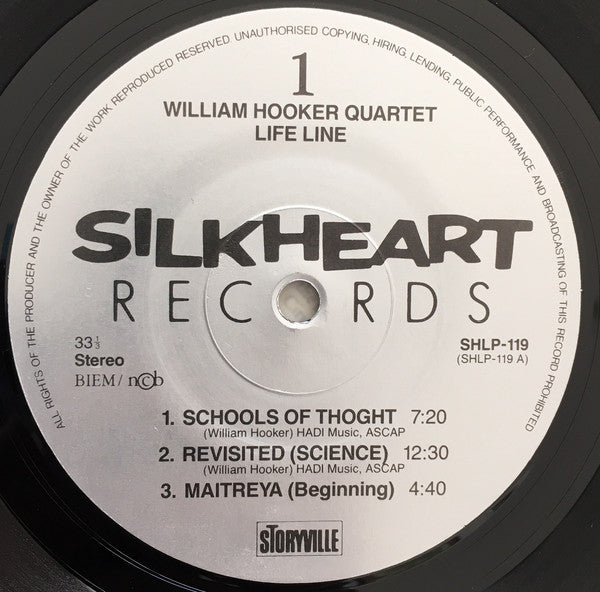 ALL RIGHTS OF THE PRODUCER AND THE OWNER OF THE WORK REPRODUCED RESERVED UNAUTHORISED COPYING, HIRING, LENDING, PUBLIC PERFORMANCE AND BROADCASTING OF THIS RECORD PROHIBITED
1
WILLIAM HOOKER QUARTET
LIFE LINE
SILKHEART
RECORDS
33⅓
Stereo
BIEM/ ncb
SHLP-119
(SHLP-119 A)
1. SCHOOLS OF THOGHT 7:20
(William Hooker) HADI Music, ASCAP
2. REVISITED (SCIENCE) 12:30
(William Hooker) HADI Music, ASCAP
3. MAITREYA (Beginning) 4:40
STORYVILLE